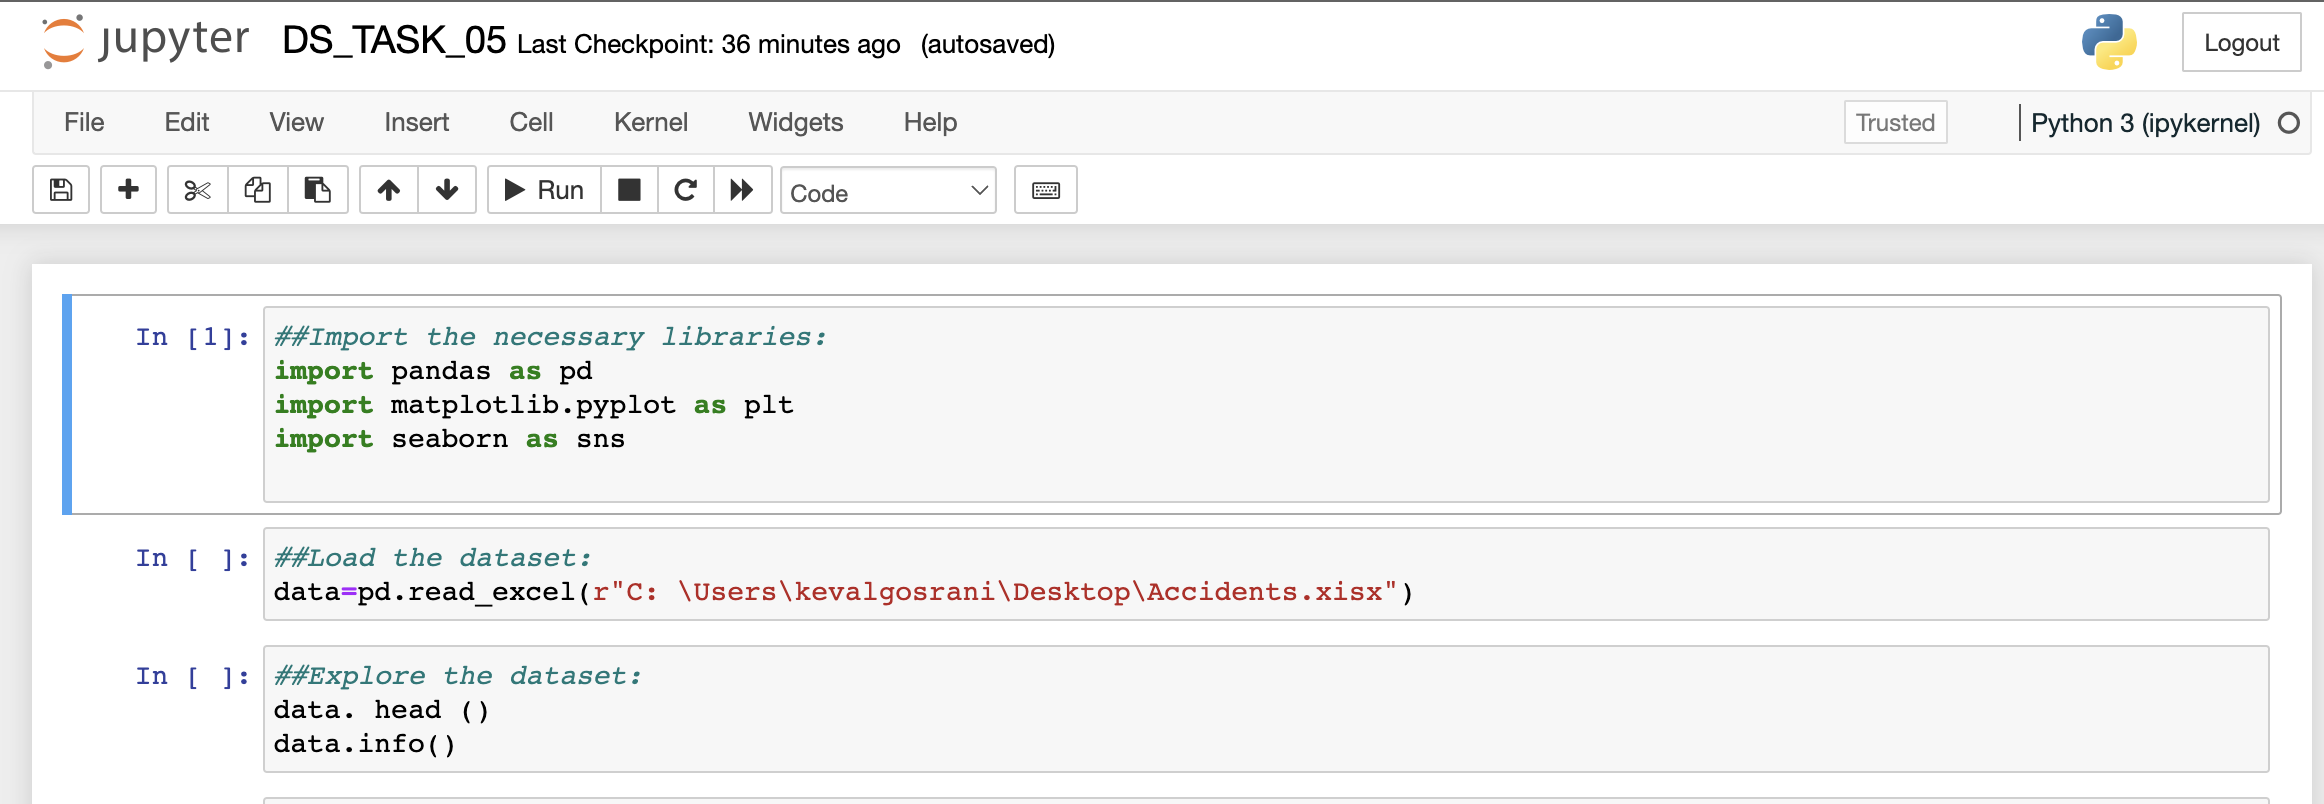 jupyter DS_TASK_05 Last Checkpoint: 36 minutes ago (autosaved)
Logout
File Edit View Insert Cell Kernel Widgets Help
Trusted
Python 3 (ipykernel)
Run
Code
In [1]:
##Import the necessary libraries:
import pandas as pd
import matplotlib.pyplot as plt
import seaborn as sns
In [ ]:
##Load the dataset:
data=pd.read_excel(r"C: \Users\kevalgosrani\Desktop\Accidents.xisx")
In [ ]:
##Explore the dataset:
data. head ()
data.info()